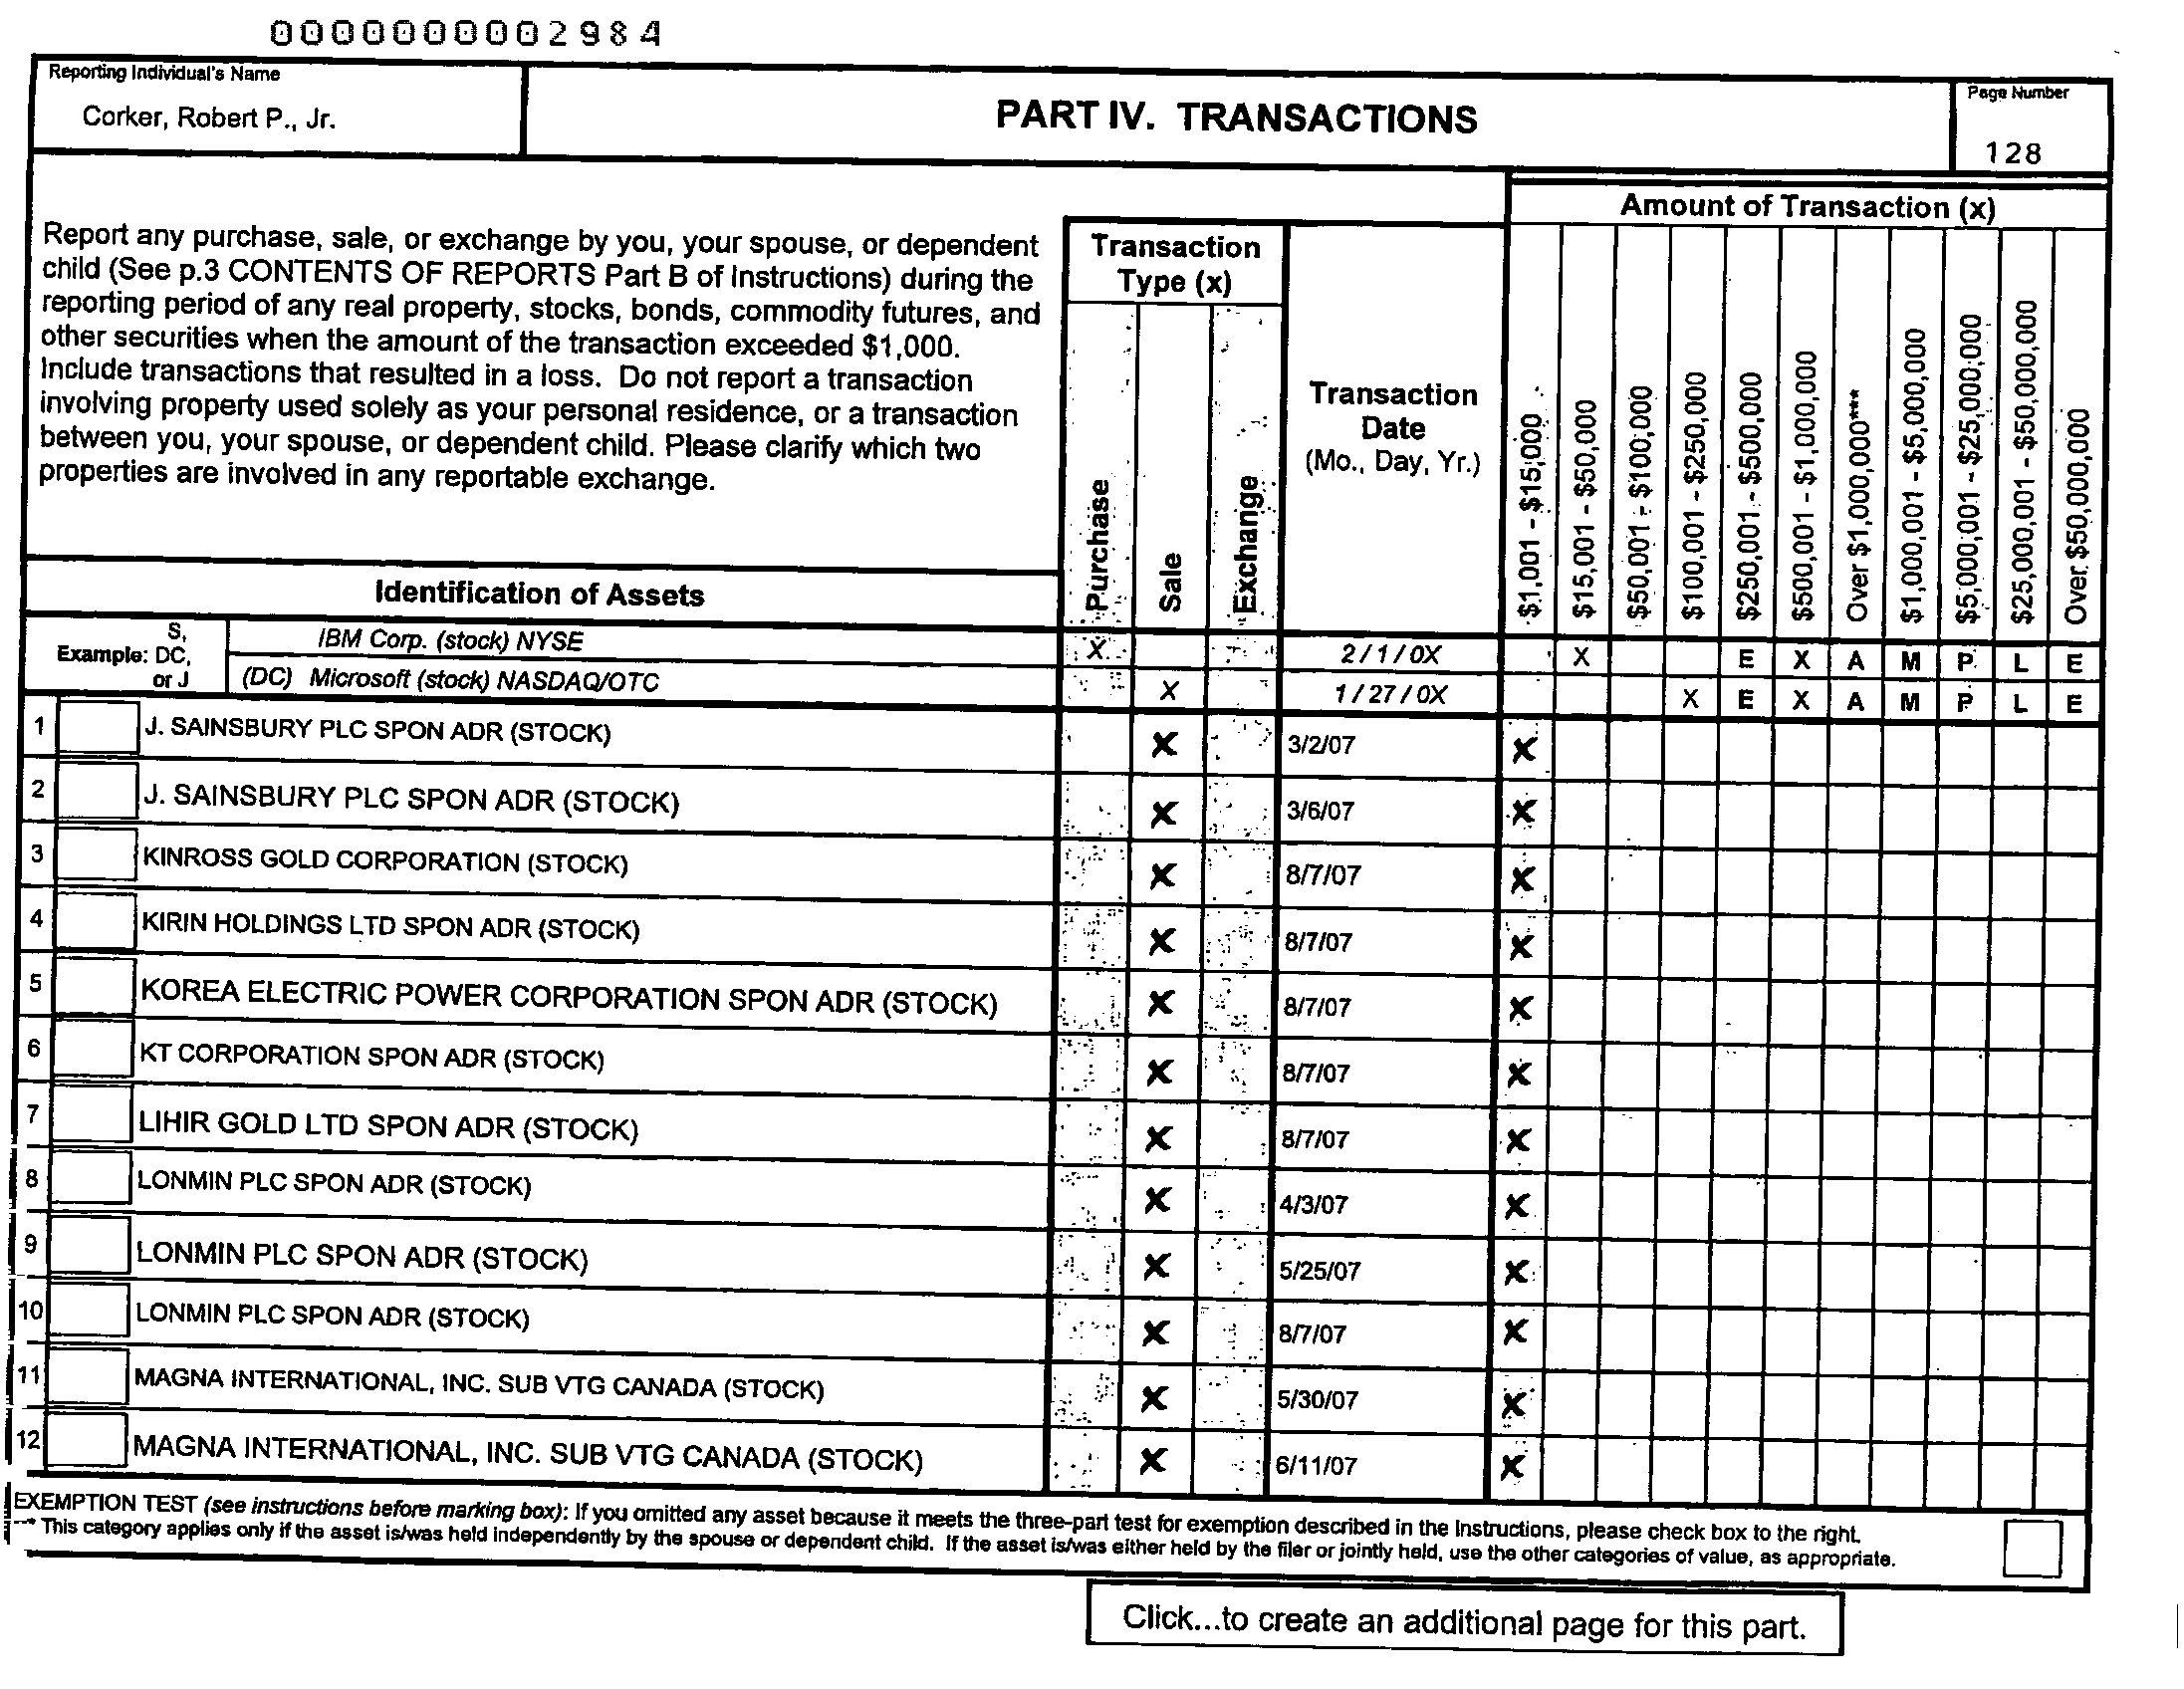 0000000002984
Reporting Individual's Name
Corker, Robert P., Jr.
PART IV. TRANSACTIONS
Page Number
128
Report any purchase, sale, or exchange by you, your spouse, or dependent
child (See p.3 CONTENTS OF REPORTS Part B of Instructions) during the
reporting period of any real property, stocks, bonds, commodity futures, and
other securities when the amount of the transaction exceeded $1,000.
Include transactions that resulted in a loss. Do not report a transaction
involving property used solely as your personal residence, or a transaction
between you, your spouse, or dependent child. Please clarify which two
properties are involved in any reportable exchange.
Identification of Assets
Transaction
Type (x)
Purchase
Sale
Exchange
Transaction
Date
(Mo., Day, Yr.)
Amount of Transaction (x)
$1,001 - $15,000
$15,001 - $50,000
$50,001 - $100,000
$100,001 - $250,000
$250,001 - $500,000
$500,001 - $1,000,000
Over $1,000,000***
$1,000,001 - $5,000,000
$5,000,001 - $25,000,000
$25,000,001 - $50,000,000
Over $50,000,000
Example: S, DC, or J
IBM Corp. (stock) NYSE X 2 / 1 / 0X X E X A M P L E
(DC) Microsoft (stock) NASDAQ/OTC X 1 / 27 / 0X X E X A M P L E
1 J. SAINSBURY PLC SPON ADR (STOCK) X 3/2/07 X
2 J. SAINSBURY PLC SPON ADR (STOCK) X 3/6/07 X
3 KINROSS GOLD CORPORATION (STOCK) X 8/7/07 X
4 KIRIN HOLDINGS LTD SPON ADR (STOCK) X 8/7/07 X
5 KOREA ELECTRIC POWER CORPORATION SPON ADR (STOCK) X 8/7/07 X
6 KT CORPORATION SPON ADR (STOCK) X 8/7/07 X
7 LIHIR GOLD LTD SPON ADR (STOCK) X 8/7/07 X
8 LONMIN PLC SPON ADR (STOCK) X 4/3/07 X
9 LONMIN PLC SPON ADR (STOCK) X 5/25/07 X
10 LONMIN PLC SPON ADR (STOCK) X 8/7/07 X
11 MAGNA INTERNATIONAL, INC. SUB VTG CANADA (STOCK) X 5/30/07 X
12 MAGNA INTERNATIONAL, INC. SUB VTG CANADA (STOCK) X 6/11/07 X
EXEMPTION TEST (see instructions before marking box): If you omitted any asset because it meets the three-part test for exemption described in the Instructions, please check box to the right.
*** This category applies only if the asset is/was held independently by the spouse or dependent child. If the asset is/was either held by the filer or jointly held, use the other categories of value, as appropriate.
Click...to create an additional page for this part.